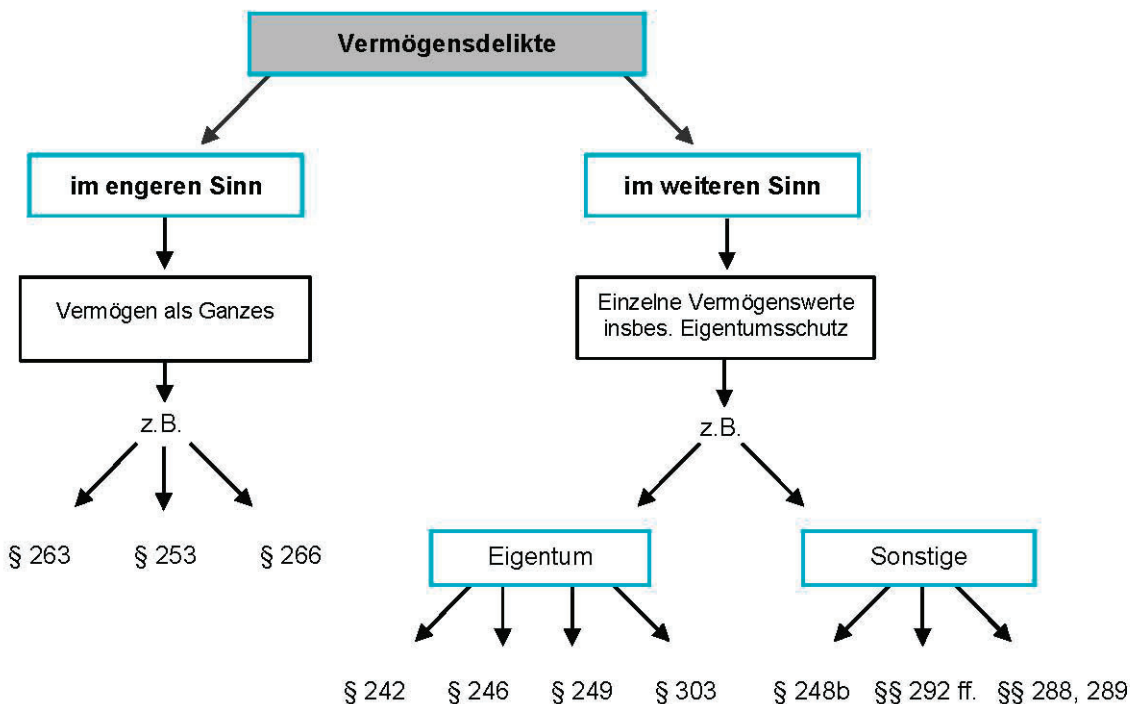 Vermögensdelikte
im engeren Sinn
im weiteren Sinn
Vermögen als Ganzes
Einzelne Vermögenswerte
insbes. Eigentumsschutz
z.B.
z.B.
§ 263
§ 253
§ 266
Eigentum
Sonstige
§ 242
§ 246
§ 249
§ 303
§ 248b
§§ 292 ff.
§§ 288, 289